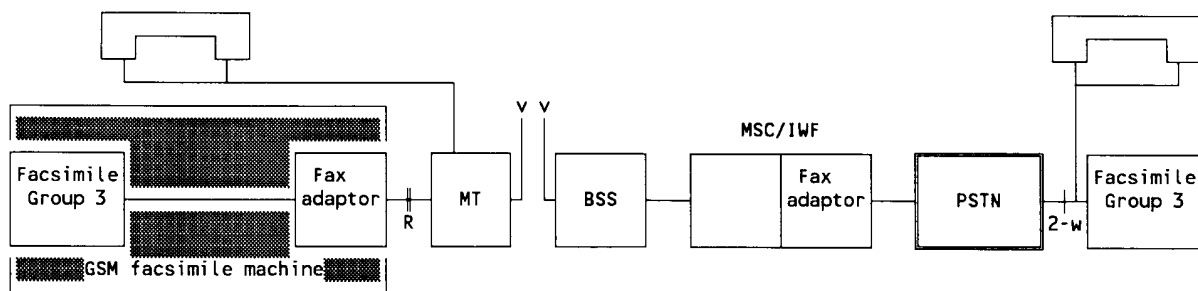 V V
MSC/IWF
Facsimile
Group 3
Fax
adaptor
R
MT
BSS
Fax
adaptor
PSTN
2-W
Facsimile
Group 3
GSM facsimile machine